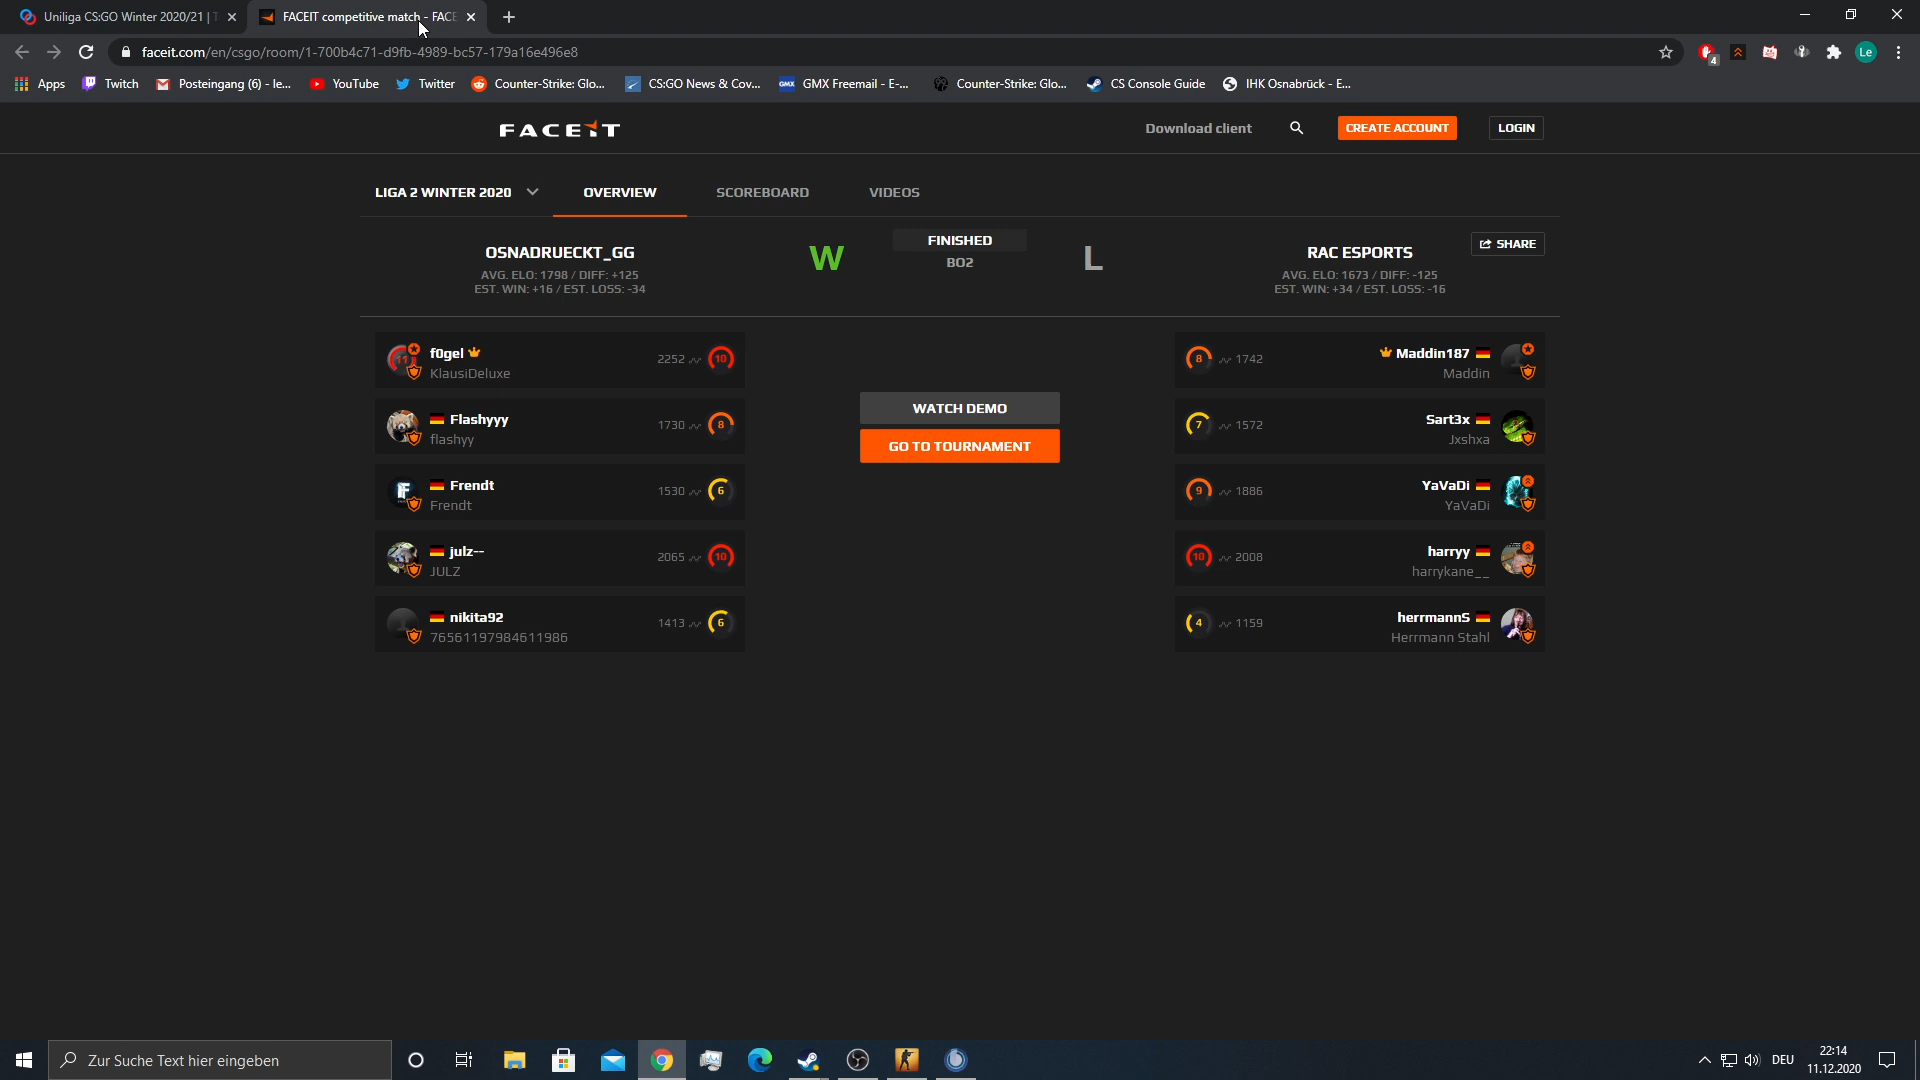 Uniliga CS:GO Winter 2020/21 |
FACEIT competitive match - FACE
faceit.com/en/csgo/room/1-700b4c71-d9fb-4989-bc57-179a16e496e8
4
Le
Apps
Twitch
Posteingang (6) - le...
YouTube
Twitter
Counter-Strike: Glo...
CS:GO News & Cov...
GMX
GMX Freemail - E-...
Counter-Strike: Glo...
CS Console Guide
IHK Osnabrück - E...
FACEIT
Download client
CREATE ACCOUNT
LOGIN
LIGA 2 WINTER 2020
OVERVIEW
SCOREBOARD
VIDEOS
OSNADRUECKT_GG
AVG. ELO: 1798 / DIFF: +125
EST. WIN: +16 / EST. LOSS: -34
W
FINISHED
BO2
L
RAC ESPORTS
AVG. ELO: 1673 / DIFF: -125
EST. WIN: +34 / EST. LOSS: -16
SHARE
f0gel
KlausiDeluxe
2252
10
Flashyyy
flashyy
1730
8
Frendt
Frendt
1530
6
julz--
JULZ
2065
10
nikita92
76561197984611986
1413
6
WATCH DEMO
GO TO TOURNAMENT
8
1742
Maddin187
Maddin
7
1572
Sart3x
Jxshxa
9
1886
YaVaDi
YaVaDi
10
2008
harryy
harrykane__
4
1159
herrmannS
Herrmann Stahl
Zur Suche Text hier eingeben
DEU
22:14
11.12.2020